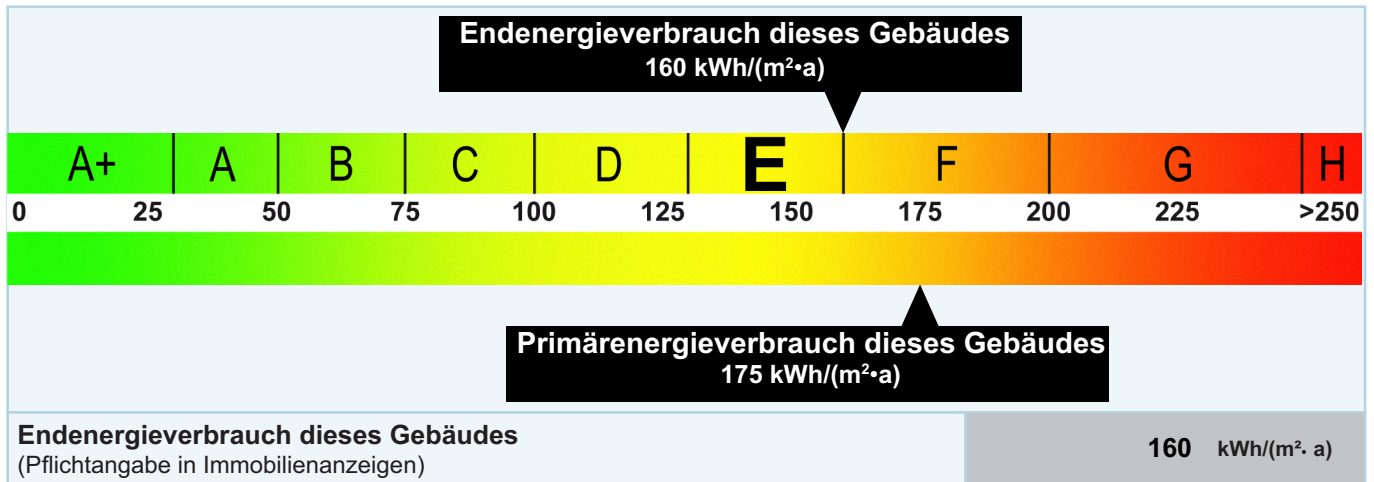 Endenergieverbrauch dieses Gebäudes
160 kWh/(m²•a)
A+ A B C D E F G H
0 25 50 75 100 125 150 175 200 225 >250
Primärenergieverbrauch dieses Gebäudes
175 kWh/(m²•a)
Endenergieverbrauch dieses Gebäudes
(Pflichtangabe in Immobilienanzeigen)
160 kWh/(m²· a)